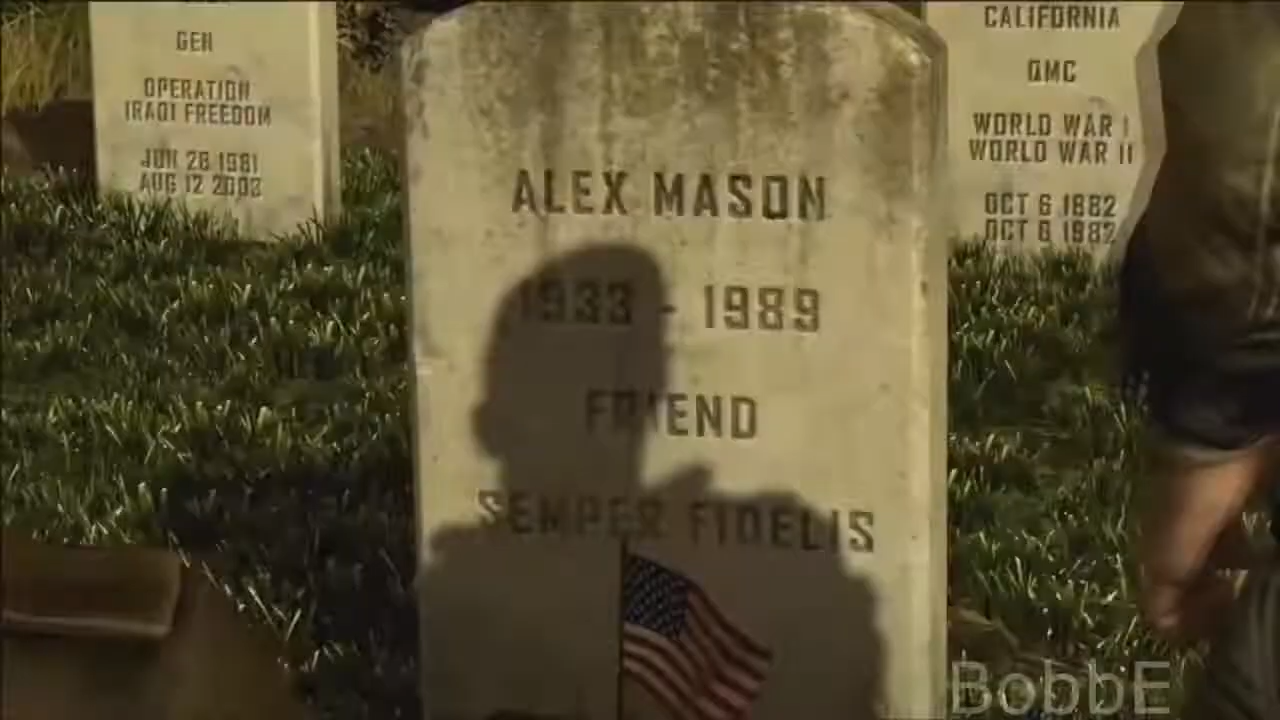 GEN
OPERATION
IRAQI FREEDOM
JUN 26 1981
AUG 12 2003
ALEX MASON
1933 - 1989
FRIEND
SEMPER FIDELIS
CALIFORNIA
QMC
WORLD WAR I
WORLD WAR II
OCT 6 1882
OCT 6 1982
BobbE